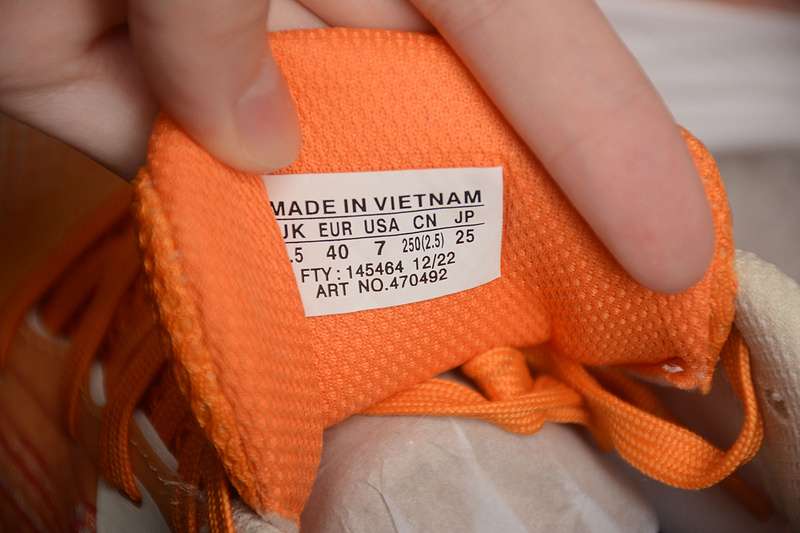 MADE IN VIETNAM
UK EUR USA CN JP
.5 40 7 250(2.5) 25
FTY: 145464 12/22
ART NO.470492